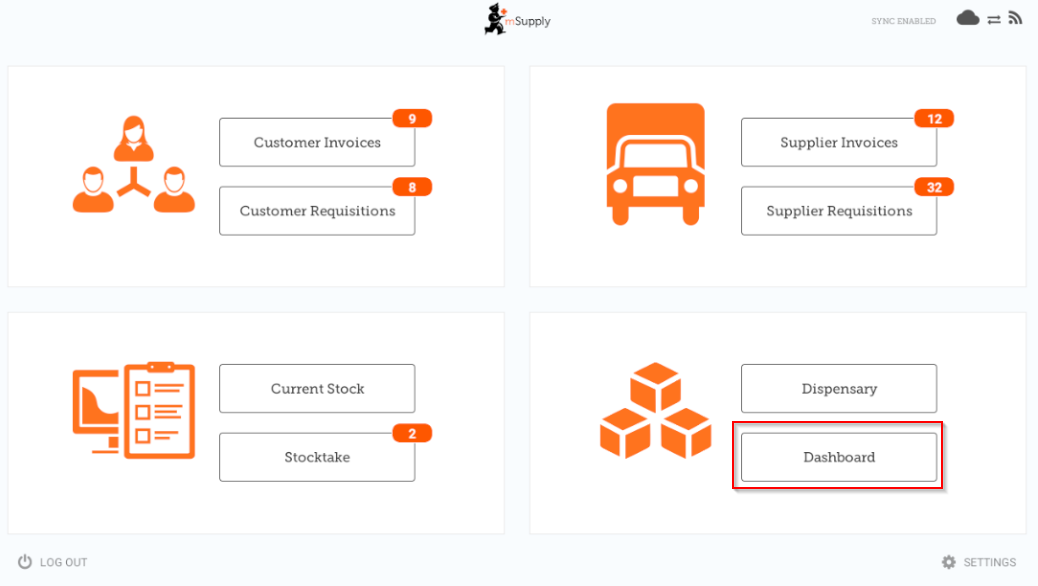 mSupply
SYNC ENABLED
9
Customer Invoices
8
Customer Requisitions
12
Supplier Invoices
32
Supplier Requisitions
Current Stock
2
Stocktake
Dispensary
Dashboard
LOG OUT
SETTINGS